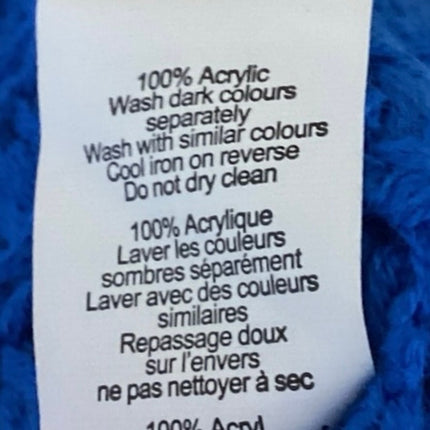 100% Acrylic
Wash dark colours
separately
Wash with similar colours
Cool iron on reverse
Do not dry clean
100% Acrylique
Laver les couleurs
sombres séparément
Laver avec des couleurs
similaires
Repassage doux
sur l'envers
ne pas nettoyer à sec
100% Acryl